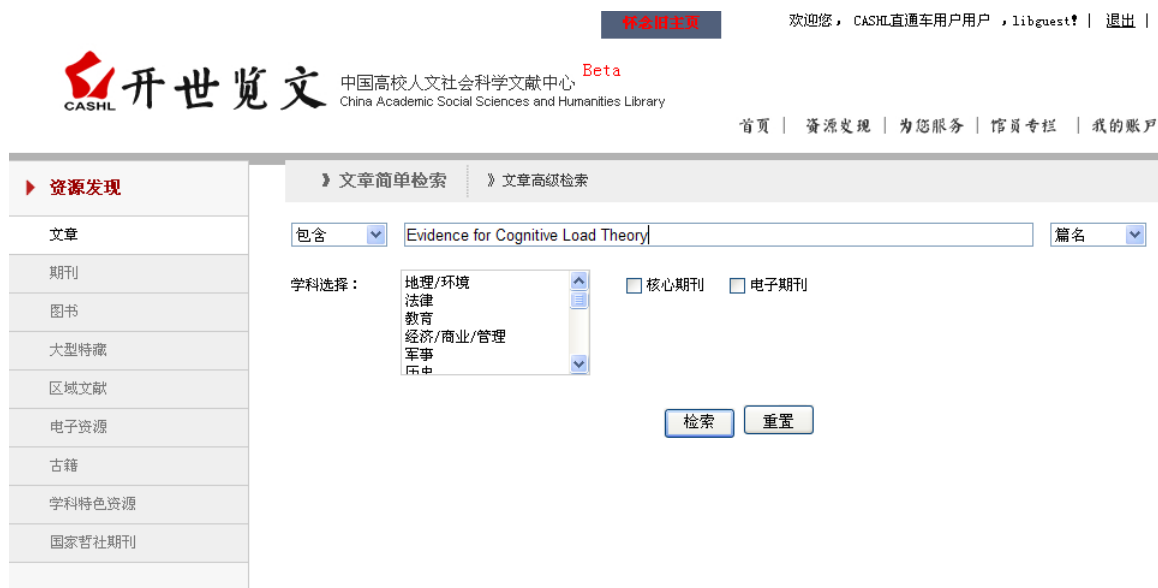 怀念旧主页
欢迎您， CASHL直通车用户用户 ，libguest! | 退出 |
CASHL 开世览文
中国高校人文社会科学文献中心 Beta
China Academic Social Sciences and Humanities Library
首页 | 资源发现 | 为您服务 | 馆员专栏 | 我的账户
资源发现
》文章简单检索
》文章高级检索
文章
包含
Evidence for Cognitive Load Theory
篇名
期刊
学科选择：
地理/环境
法律
教育
经济/商业/管理
军事
历史
核心期刊
电子期刊
图书
大型特藏
区域文献
电子资源
检索
重置
古籍
学科特色资源
国家哲社期刊